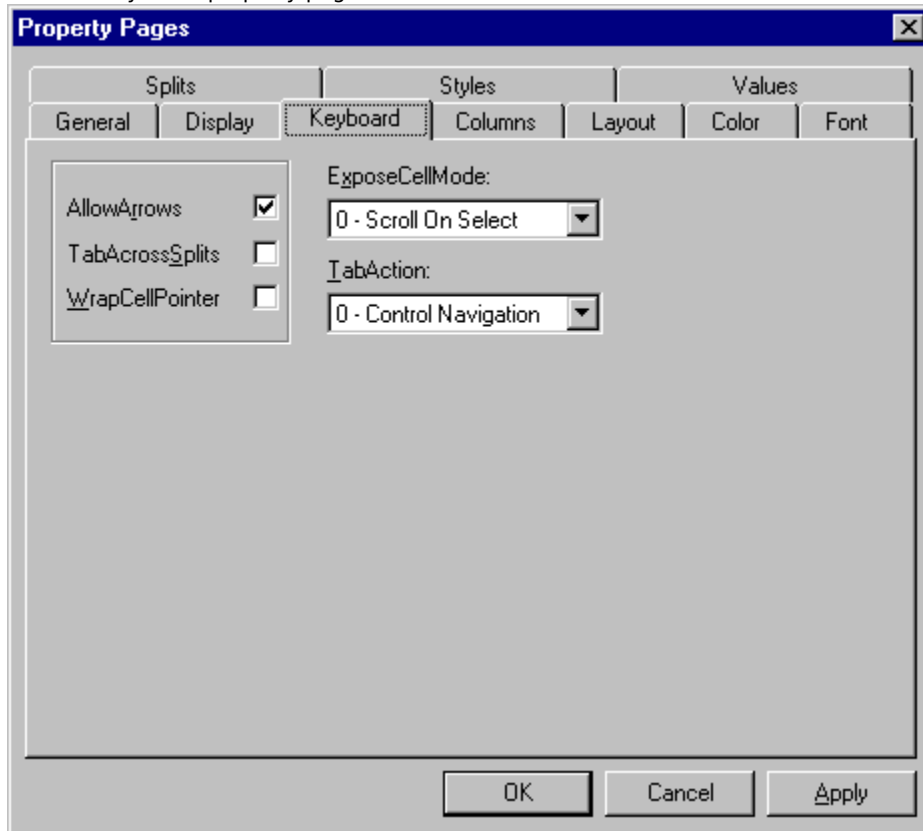 Property Pages
Splits Styles Values
General Display Keyboard Columns Layout Color Font
AllowArrows
TabAcrossSplits
WrapCellPointer
ExposeCellMode:
0 - Scroll On Select
TabAction:
0 - Control Navigation
OK Cancel Apply